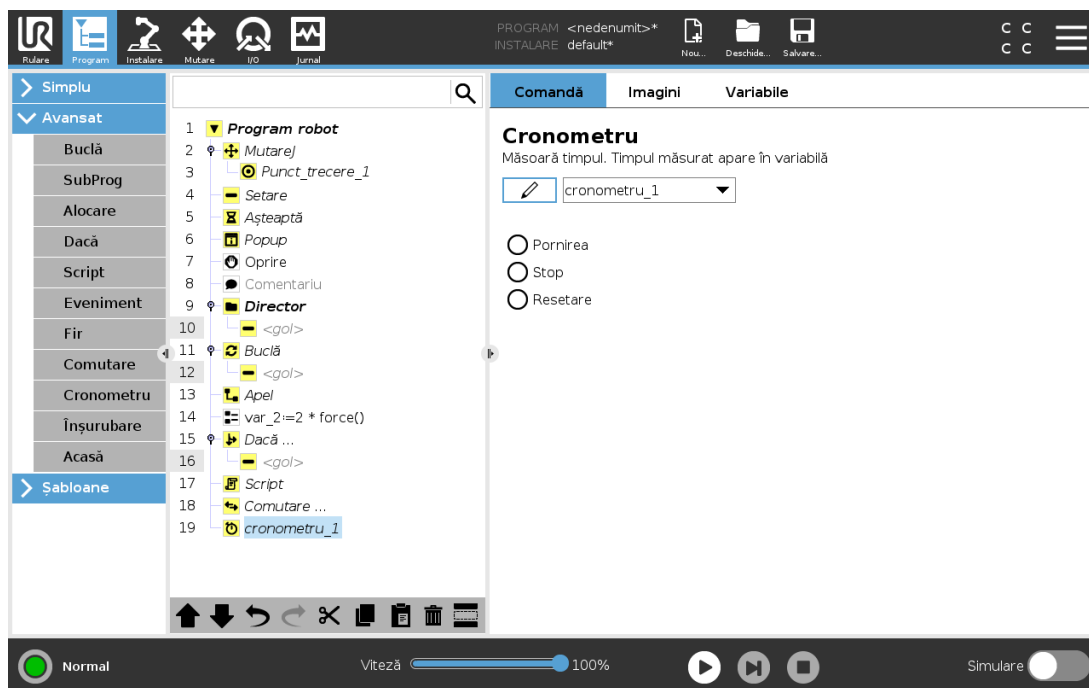 PROGRAM <nedenumit>*
INSTALARE default*
Rulare Program Instalare Mutare I/O Jurnal Nou... Deschide... Salvare...
C C
C C
Simplu
Avansat
Buclă
SubProg
Alocare
Dacă
Script
Eveniment
Fir
Comutare
Cronometru
Înșurubare
Acasă
Șabloane
1 Program robot
2 MutareJ
3 Punct_trecere_1
4 Setare
5 Așteaptă
6 Popup
7 Oprire
8 Comentariu
9 Director
10 <gol>
11 Buclă
12 <gol>
13 Apel
14 var_2≔2 * force()
15 Dacă ...
16 <gol>
17 Script
18 Comutare ...
19 cronometru_1
Comandă Imagini Variabile
Cronometru
Măsoară timpul. Timpul măsurat apare în variabilă
cronometru_1
Pornirea
Stop
Resetare
Normal Viteză 100% Simulare